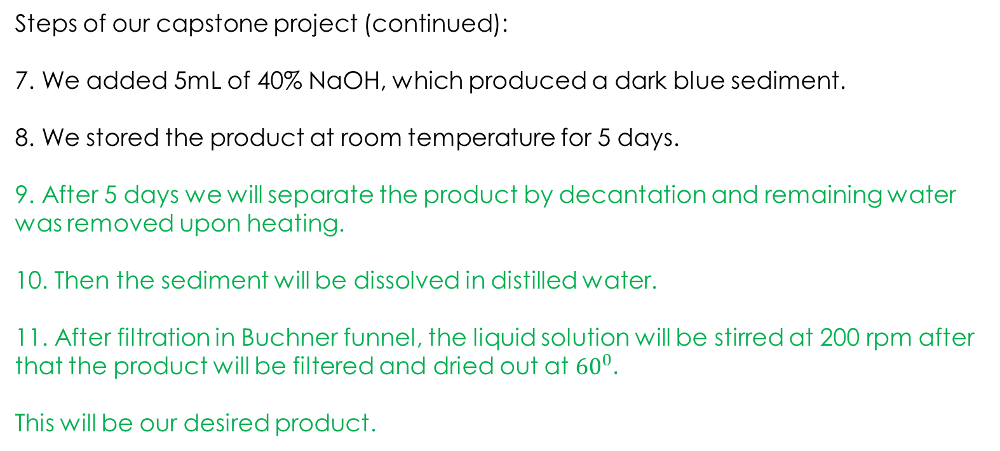 Steps of our capstone project (continued):
7. We added 5mL of 40% NaOH, which produced a dark blue sediment.
8. We stored the product at room temperature for 5 days.
9. After 5 days we will separate the product by decantation and remaining water
was removed upon heating.
10. Then the sediment will be dissolved in distilled water.
11. After filtration in Buchner funnel, the liquid solution will be stirred at 200 rpm after
that the product will be filtered and dried out at 60⁰.
This will be our desired product.